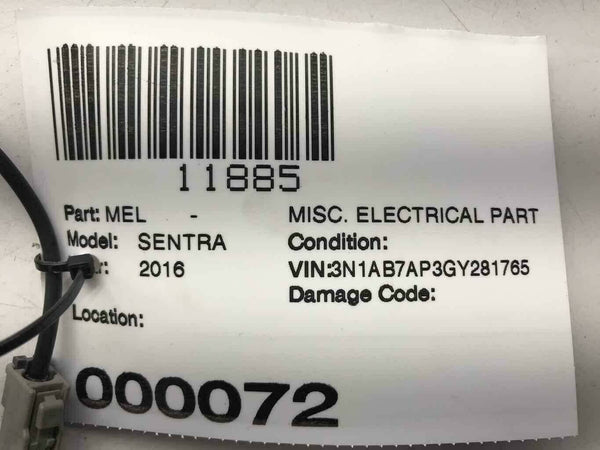 11885
Part: MEL - MISC. ELECTRICAL PART
Model: SENTRA Condition:
2016 VIN:3N1AB7AP3GY281765
Damage Code:
Location:
000072